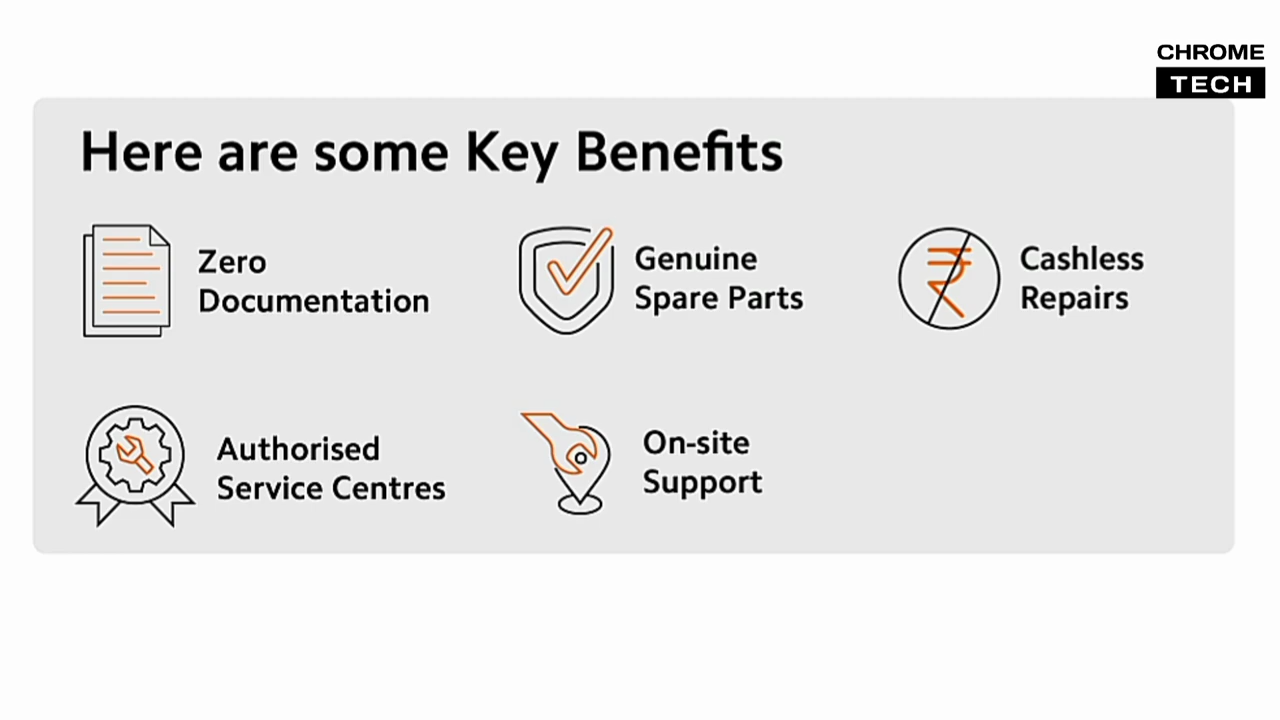 CHROME
TECH
Here are some Key Benefits
Zero
Documentation
Genuine
Spare Parts
Cashless
Repairs
Authorised
Service Centres
On-site
Support